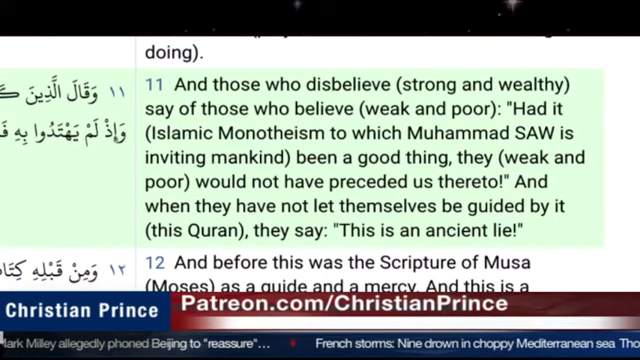 doing).
١١ وَقَالَ الَّذِينَ
11 And those who disbelieve (strong and wealthy)
say of those who believe (weak and poor): "Had it
وَإِذْ لَمْ يَهْتَدُوا بِهِ
(Islamic Monotheism to which Muhammad SAW is
inviting mankind) been a good thing, they (weak and
poor) would not have preceded us thereto!" And
when they have not let themselves be guided by it
(this Quran), they say: "This is an ancient lie!"
١٢ وَمِنْ قَبْلِهِ
12 And before this was the Scripture of Musa
(Moses) as a guide and a mercy. And this is a
Christian Prince
Patreon.com/ChristianPrince
Mark Milley allegedly phoned Beijing to "reassure"... French storms: Nine drown in choppy Mediterranean sea